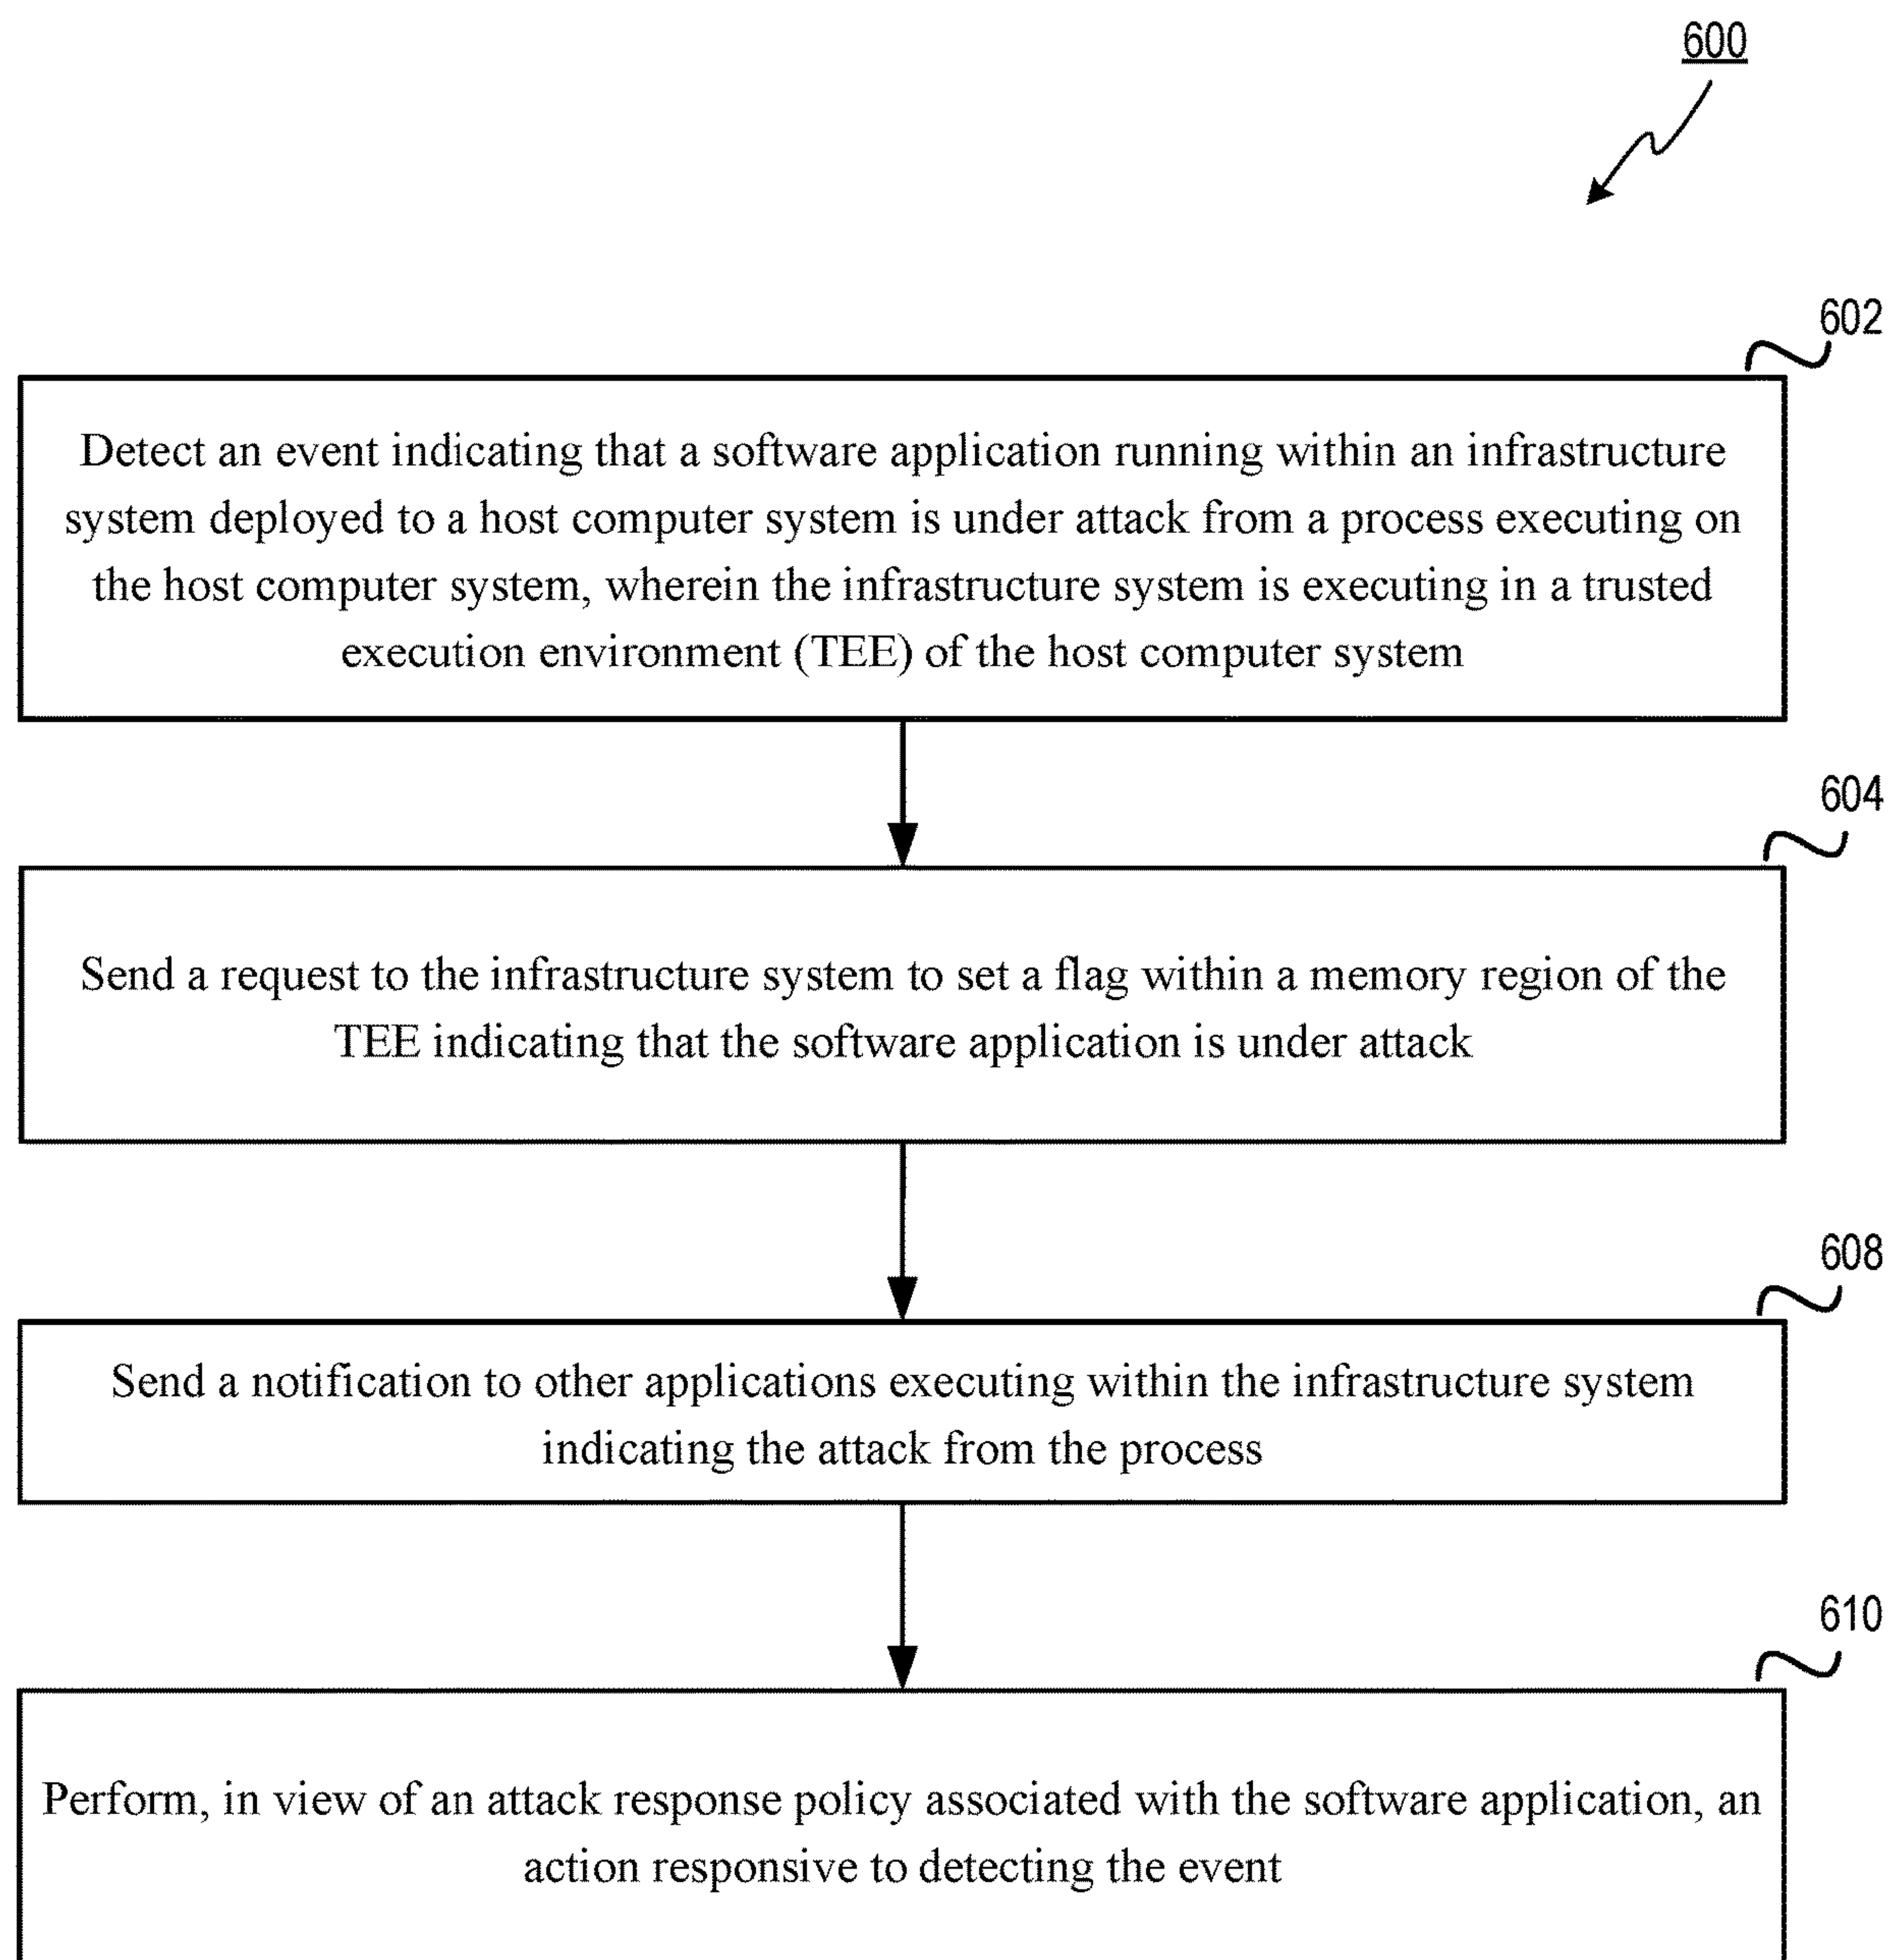 600
602
Detect an event indicating that a software application running within an infrastructure
system deployed to a host computer system is under attack from a process executing on
the host computer system, wherein the infrastructure system is executing in a trusted
execution environment (TEE) of the host computer system
604
Send a request to the infrastructure system to set a flag within a memory region of the
TEE indicating that the software application is under attack
608
Send a notification to other applications executing within the infrastructure system
indicating the attack from the process
610
Perform, in view of an attack response policy associated with the software application, an
action responsive to detecting the event